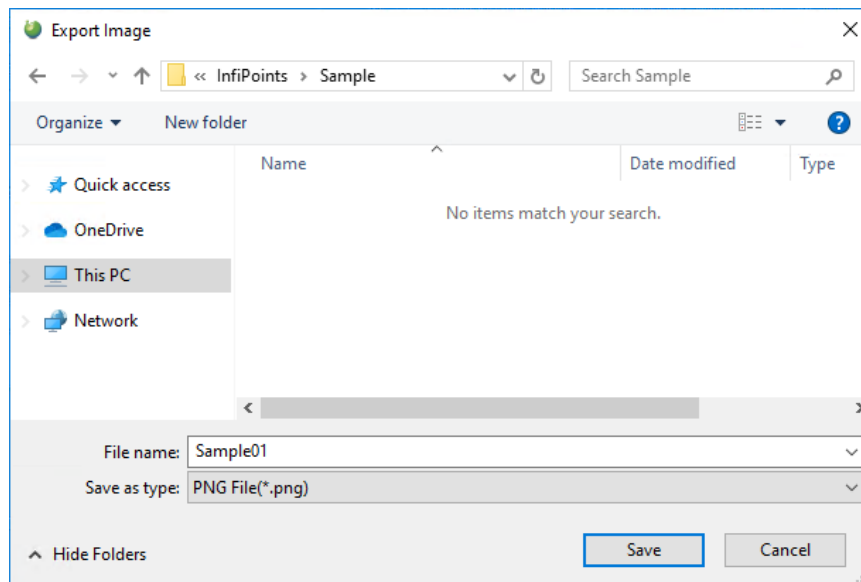 Export Image
« InfiPoints › Sample
Search Sample
Organize
New folder
Name
Date modified
Type
Quick access
No items match your search.
OneDrive
This PC
Network
File name: Sample01
Save as type: PNG File(*.png)
Hide Folders
Save
Cancel